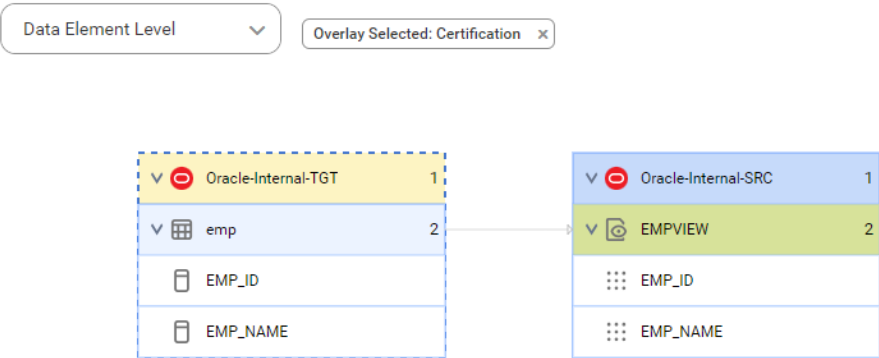 Data Element Level
Overlay Selected: Certification ×
Oracle-Internal-TGT 1
emp 2
EMP_ID
EMP_NAME
Oracle-Internal-SRC 1
EMPVIEW 2
EMP_ID
EMP_NAME